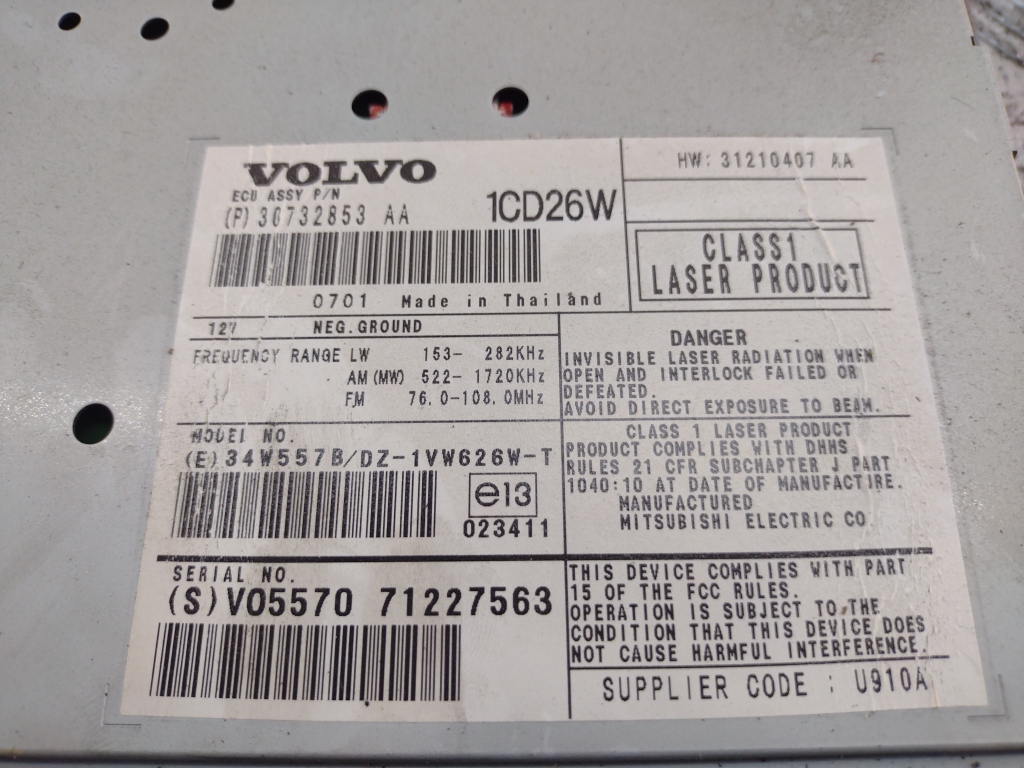 VOLVO
ECU ASSY P/N
(P) 30732853 AA
1CD26W
HW: 31210407 AA
CLASS1
LASER PRODUCT
0701 Made in Thailand
12V NEG. GROUND
FREQUENCY RANGE LW 153- 282KHz
AM (MW) 522- 1720KHz
FM 76.0-108.0MHz
DANGER
INVISIBLE LASER RADIATION WHEN
OPEN AND INTERLOCK FAILED OR
DEFEATED.
AVOID DIRECT EXPOSURE TO BEAM.
MODEL NO.
(E) 34W557B/DZ-1VW626W-T
e13
023411
CLASS 1 LASER PRODUCT
PRODUCT COMPLIES WITH DHHS
RULES 21 CFR SUBCHAPTER J PART
1040:10 AT DATE OF MANUFACTIRE.
MANUFACTURED
MITSUBISHI ELECTRIC CO.
SERIAL NO.
(S) VO5570 71227563
THIS DEVICE COMPLIES WITH PART
15 OF THE FCC RULES.
OPERATION IS SUBJECT TO THE
CONDITION THAT THIS DEVICE DOES
NOT CAUSE HARMFUL INTERFERENCE.
SUPPLIER CODE : U910A